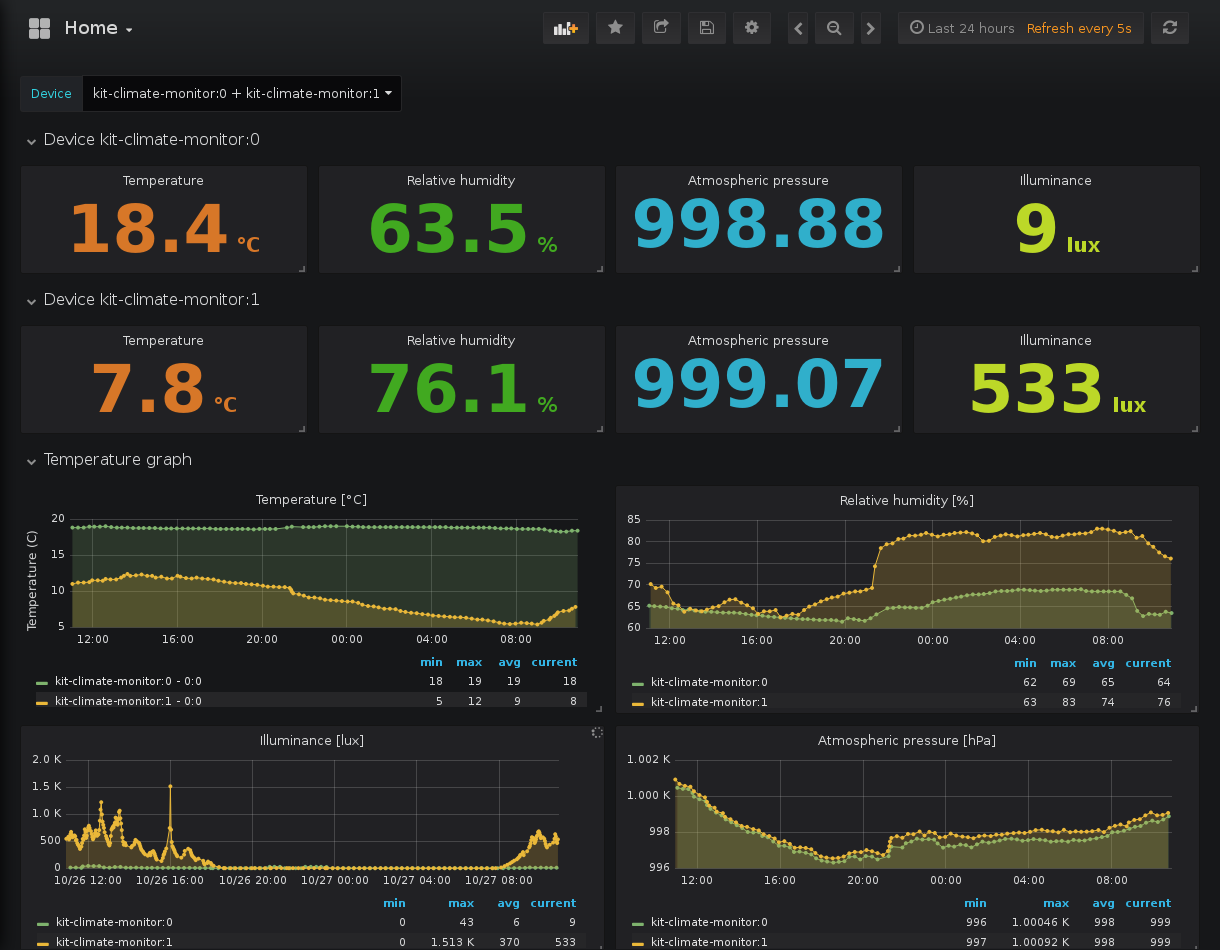 Home
Last 24 hours Refresh every 5s
Device kit-climate-monitor:0 + kit-climate-monitor:1
Device kit-climate-monitor:0
Temperature
18.4 °C
Relative humidity
63.5 %
Atmospheric pressure
998.88
Illuminance
9 lux
Device kit-climate-monitor:1
Temperature
7.8 °C
Relative humidity
76.1 %
Atmospheric pressure
999.07
Illuminance
533 lux
Temperature graph
Temperature [°C]
Temperature (C)
20
15
10
5
12:00 16:00 20:00 00:00 04:00 08:00
min max avg current
kit-climate-monitor:0 - 0:0 18 19 19 18
kit-climate-monitor:1 - 0:0 5 12 9 8
Relative humidity [%]
85
80
75
70
65
60
12:00 16:00 20:00 00:00 04:00 08:00
min max avg current
kit-climate-monitor:0 62 69 65 64
kit-climate-monitor:1 63 83 74 76
Illuminance [lux]
2.0 K
1.5 K
1.0 K
500
0
10/26 12:00 10/26 16:00 10/26 20:00 10/27 00:00 10/27 04:00 10/27 08:00
min max avg current
kit-climate-monitor:0 0 43 6 9
kit-climate-monitor:1 0 1.513 K 370 533
Atmospheric pressure [hPa]
1.002 K
1.000 K
998
996
12:00 16:00 20:00 00:00 04:00 08:00
min max avg current
kit-climate-monitor:0 996 1.00046 K 998 999
kit-climate-monitor:1 997 1.00092 K 998 999